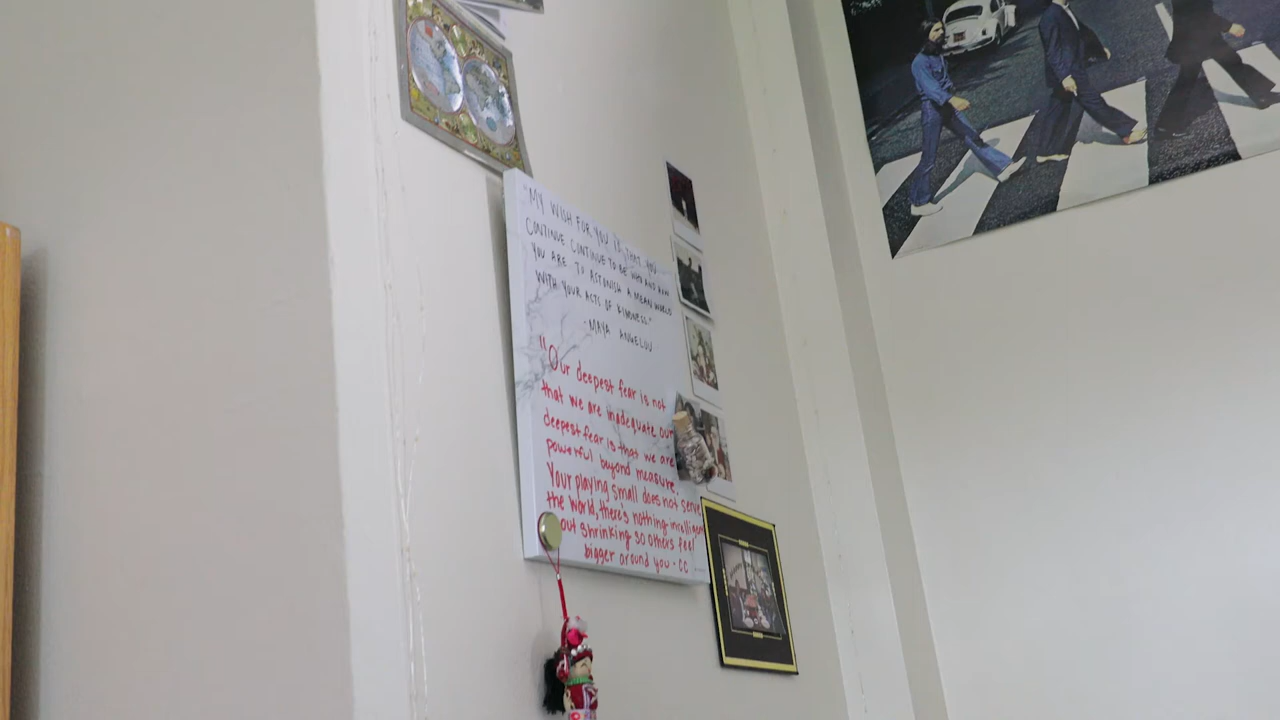 "MY WISH FOR YOU IS THAT YOU
CONTINUE CONTINUE TO BE WHO AND HOW
YOU ARE TO ASTONISH A MEAN WORLD
WITH YOUR ACTS OF KINDNESS."
-MAYA ANGELOU
"Our deepest fear is not
that we are inadequate, our
deepest fear is that we are
powerful beyond measure.
Your playing small does not serve
the world, there's nothing intelligent
out shrinking so others feel
bigger around you - CC